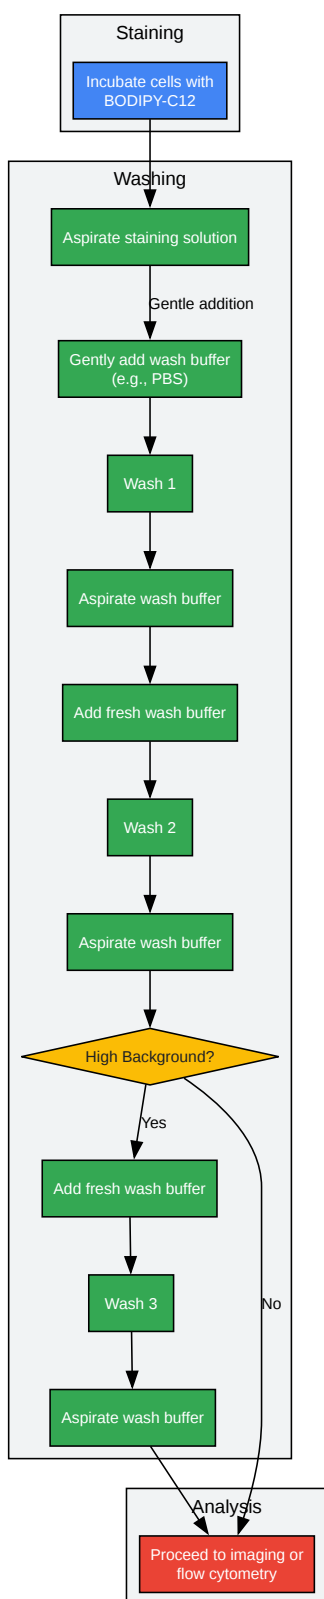 Staining
Incubate cells with
BODIPY-C12
Washing
Aspirate staining solution
Gentle addition
Gently add wash buffer
(e.g., PBS)
Wash 1
Aspirate wash buffer
Add fresh wash buffer
Wash 2
Aspirate wash buffer
High Background?
Yes
Add fresh wash buffer
Wash 3
No
Aspirate wash buffer
Analysis
Proceed to imaging or
flow cytometry